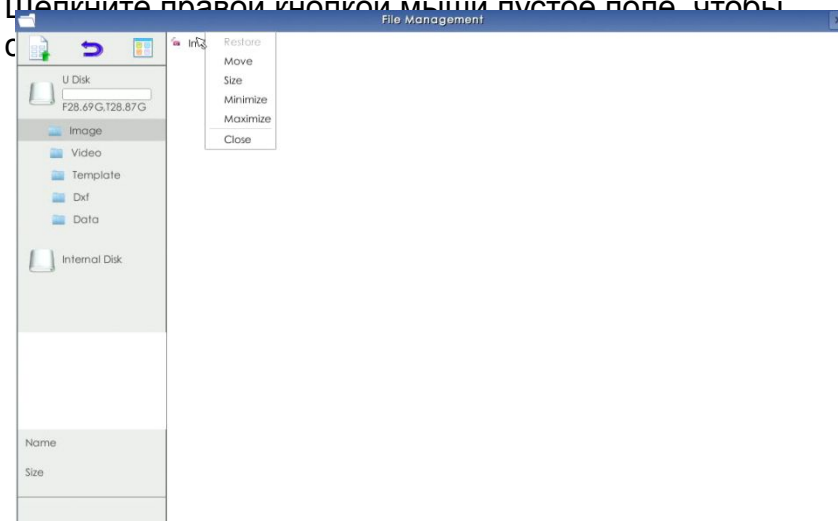 Щелкните правой кнопкой мыши пустое поле, чтобы
File Management
Restore
Move
Size
Minimize
Maximize
Close
U Disk
F28.69G,T28.87G
Image
Video
Template
Dxf
Data
Internal Disk
Name
Size